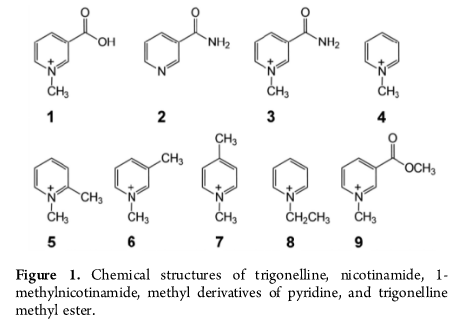 O
OH
N
+
CH₃
1
O
NH₂
N
2
O
NH₂
N
+
CH₃
3
N
+
CH₃
4
N
+
CH₃
CH₃
5
CH₃
N
+
CH₃
6
CH₃
N
+
CH₃
7
N
+
CH₂CH₃
8
O
OCH₃
N
+
CH₃
9
Figure 1. Chemical structures of trigonelline, nicotinamide, 1-
methylnicotinamide, methyl derivatives of pyridine, and trigonelline
methyl ester.